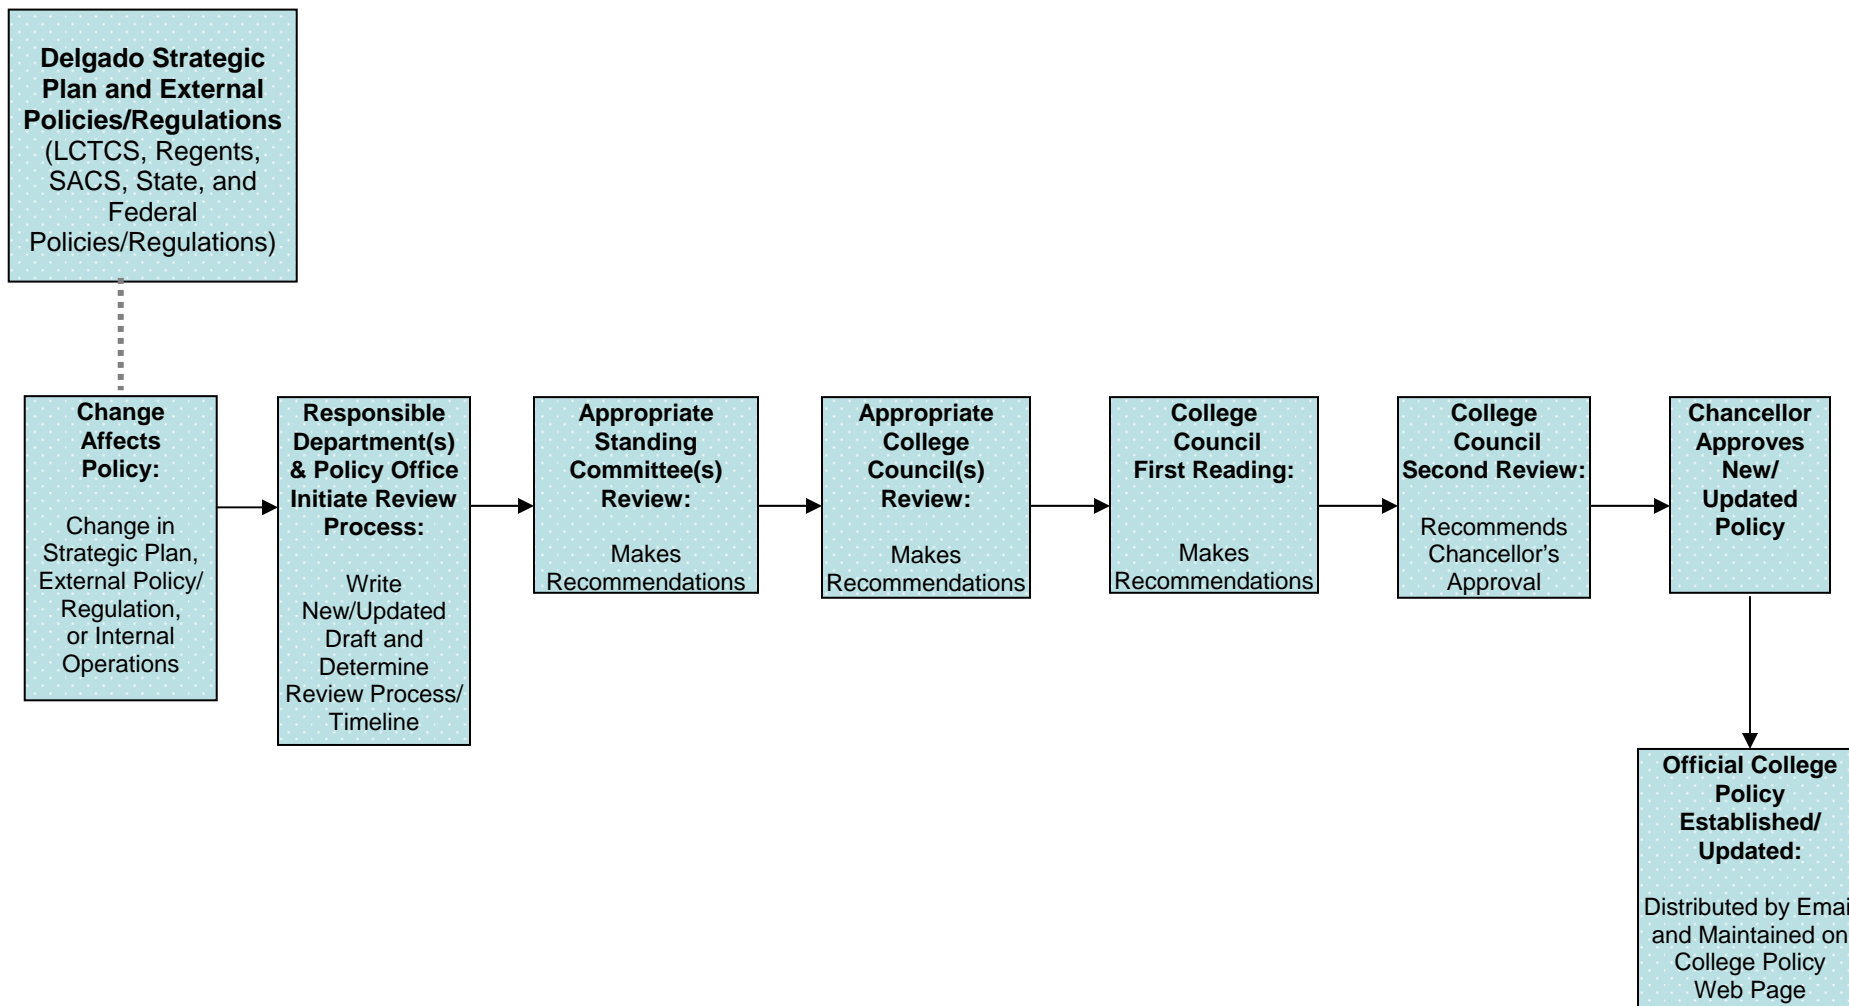 Delgado Strategic
Plan and External
Policies/Regulations
(LCTCS, Regents,
SACS, State, and
Federal
Policies/Regulations)
Change
Affects
Policy:
Change in
Strategic Plan,
External Policy/
Regulation,
or Internal
Operations
Responsible
Department(s)
& Policy Office
Initiate Review
Process:
Write
New/Updated
Draft and
Determine
Review Process/
Timeline
Appropriate
Standing
Committee(s)
Review:
Makes
Recommendations
Appropriate
College
Council(s)
Review:
Makes
Recommendations
College
Council
First Reading:
Makes
Recommendations
College
Council
Second Review:
Recommends
Chancellor’s
Approval
Chancellor
Approves
New/
Updated
Policy
Official College
Policy
Established/
Updated:
Distributed by Email
and Maintained on
College Policy
Web Page